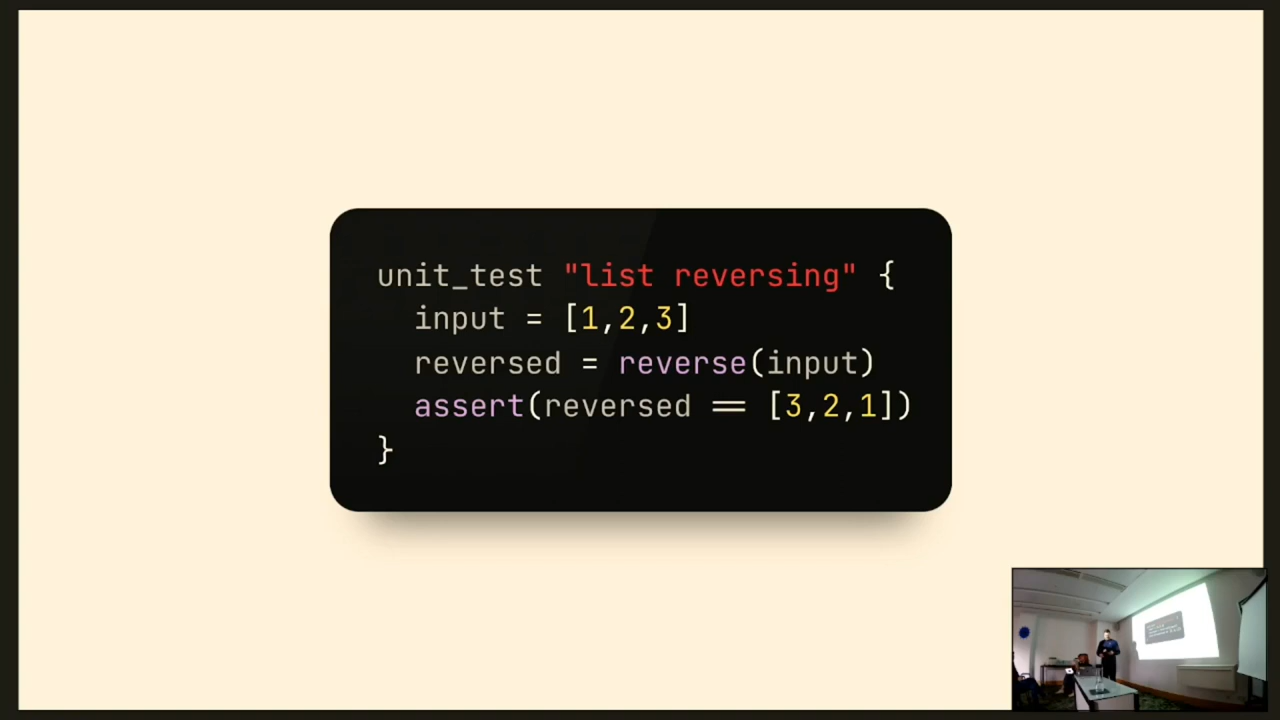 unit_test "list reversing" {
input = [1,2,3]
reversed = reverse(input)
assert(reversed == [3,2,1])
}